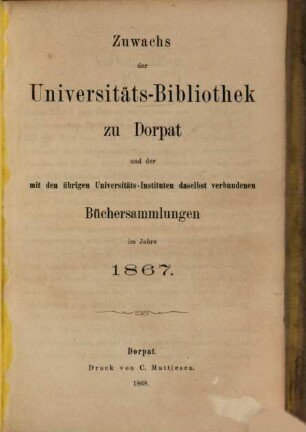 Zuwachs
der
Universitäts-Bibliothek
zu Dorpat
und der
mit den übrigen Universitäts-Instituten daselbst verbundenen
Büchersammlungen
im Jahre
1867.
Dorpat.
Druck von C. Mattiesen.
1868.